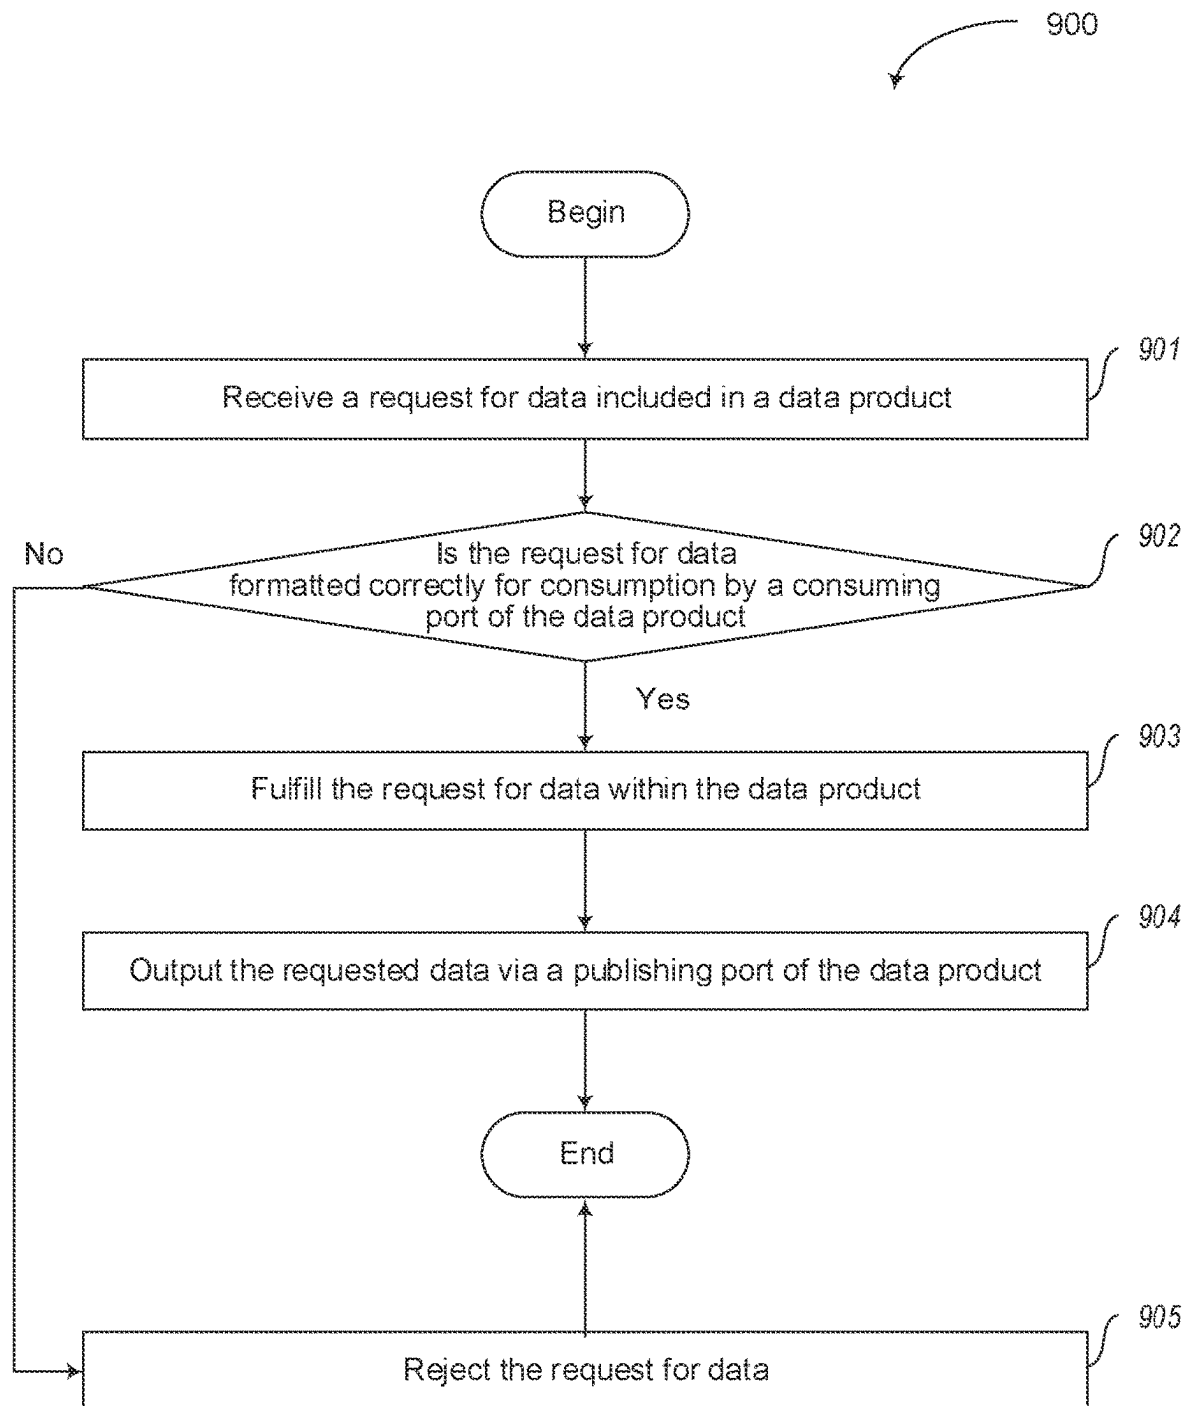 900
Begin
901
Receive a request for data included in a data product
902
No
Is the request for data
formatted correctly for consumption by a consuming
port of the data product
Yes
903
Fulfill the request for data within the data product
904
Output the requested data via a publishing port of the data product
End
905
Reject the request for data